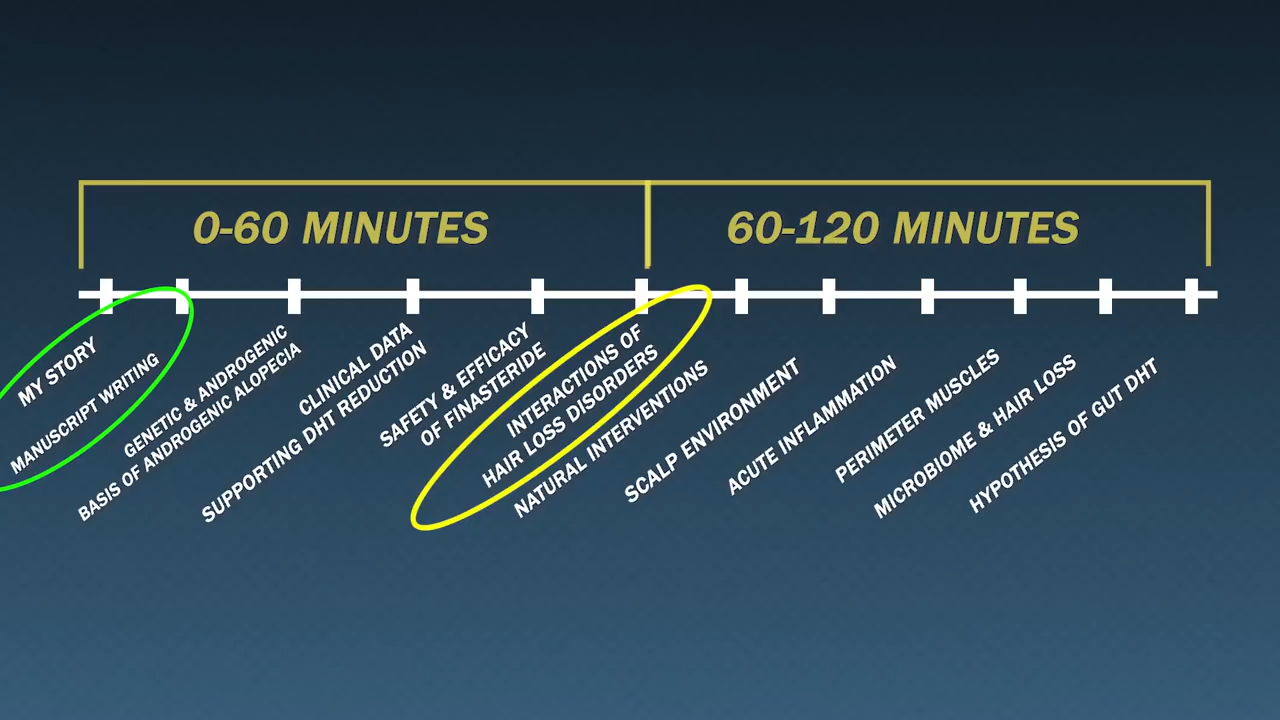 0-60 MINUTES
60-120 MINUTES
MY STORY
MANUSCRIPT WRITING
GENETIC & ANDROGENIC
BASIS OF ANDROGENIC ALOPECIA
CLINICAL DATA
SUPPORTING DHT REDUCTION
SAFETY & EFFICACY
OF FINASTERIDE
INTERACTIONS OF
HAIR LOSS DISORDERS
NATURAL INTERVENTIONS
SCALP ENVIRONMENT
ACUTE INFLAMMATION
PERIMETER MUSCLES
MICROBIOME & HAIR LOSS
HYPOTHESIS OF GUT DHT